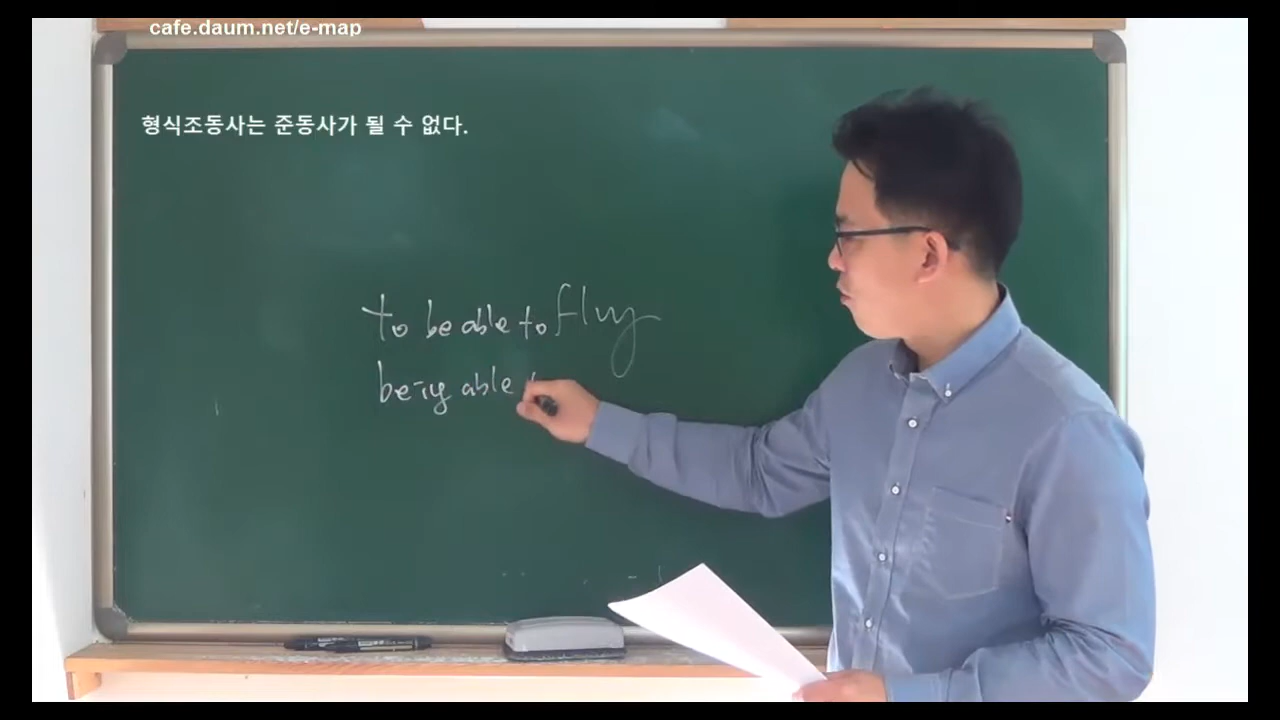 cafe.daum.net/e-map
형식조동사는 준동사가 될 수 없다.
to be able to fly
being able